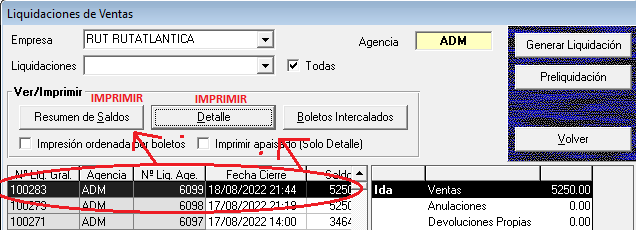 Liquidaciones de Ventas
Empresa RUT RUTATLANTICA Agencia ADM Generar Liquidación
Liquidaciones Todas Preliquidación
Ver/Imprimir IMPRIMIR IMPRIMIR
Resumen de Saldos Detalle Boletos Intercalados Volver
Impresión ordenada por boletos Imprimir apaisado (Solo Detalle)
Nº Liq. Gral. Agencia Nº Liq. Age. Fecha Cierre Saldo
100283 ADM 6099 18/08/2022 21:44 5250 Ida Ventas 5250.00
100273 ADM 6098 17/08/2022 21:19 5250 Anulaciones 0.00
100271 ADM 6097 17/08/2022 14:00 3464 Devoluciones Propias 0.00